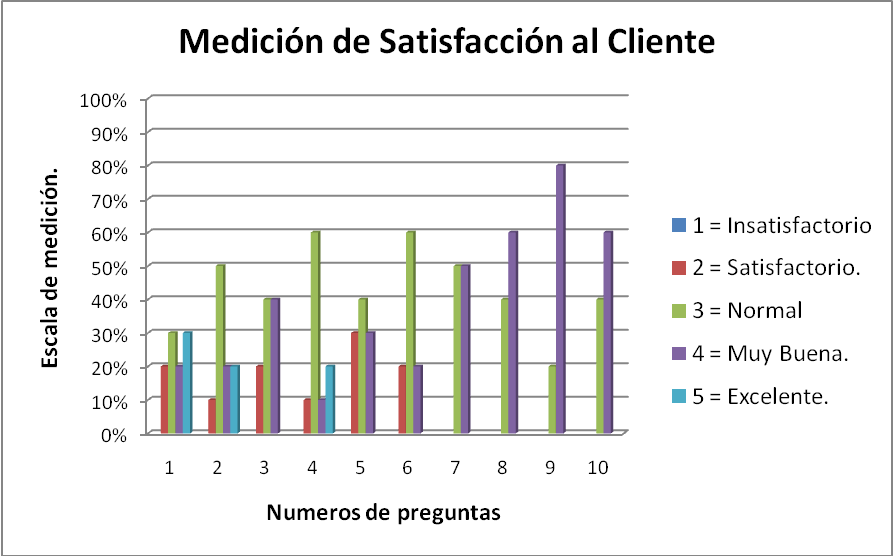 Medición de Satisfacción al Cliente
100%
90%
80%
70%
60%
50%
40%
30%
20%
10%
0%
Escala de medición.
1 2 3 4 5 6 7 8 9 10
Numeros de preguntas
1 = Insatisfactorio
2 = Satisfactorio.
3 = Normal
4 = Muy Buena.
5 = Excelente.